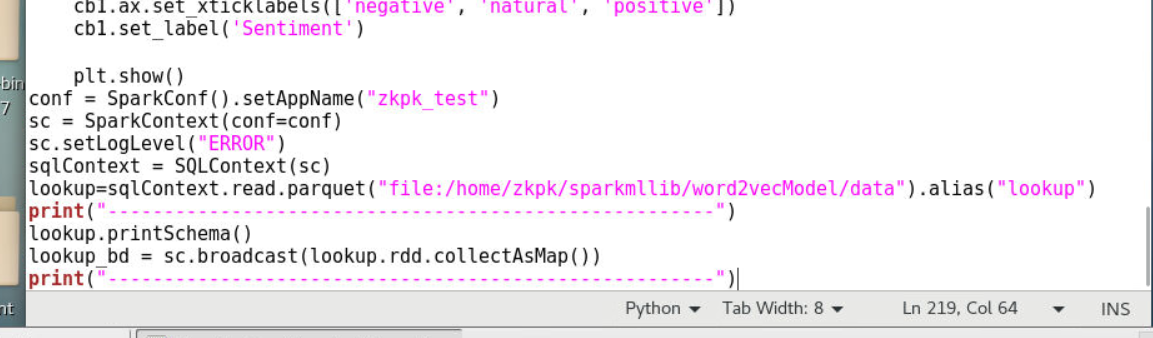 cb1.ax.set_xticklabels(['negative', 'natural', 'positive'])
cb1.set_label('Sentiment')
plt.show()
conf = SparkConf().setAppName("zkpk_test")
sc = SparkContext(conf=conf)
sc.setLogLevel("ERROR")
sqlContext = SQLContext(sc)
lookup=sqlContext.read.parquet("file:/home/zkpk/sparkmllib/word2vecModel/data").alias("lookup")
print("------------------------------------------------------")
lookup.printSchema()
lookup_bd = sc.broadcast(lookup.rdd.collectAsMap())
print("------------------------------------------------------")
-bin
7
nt
Python Tab Width: 8 Ln 219, Col 64 INS